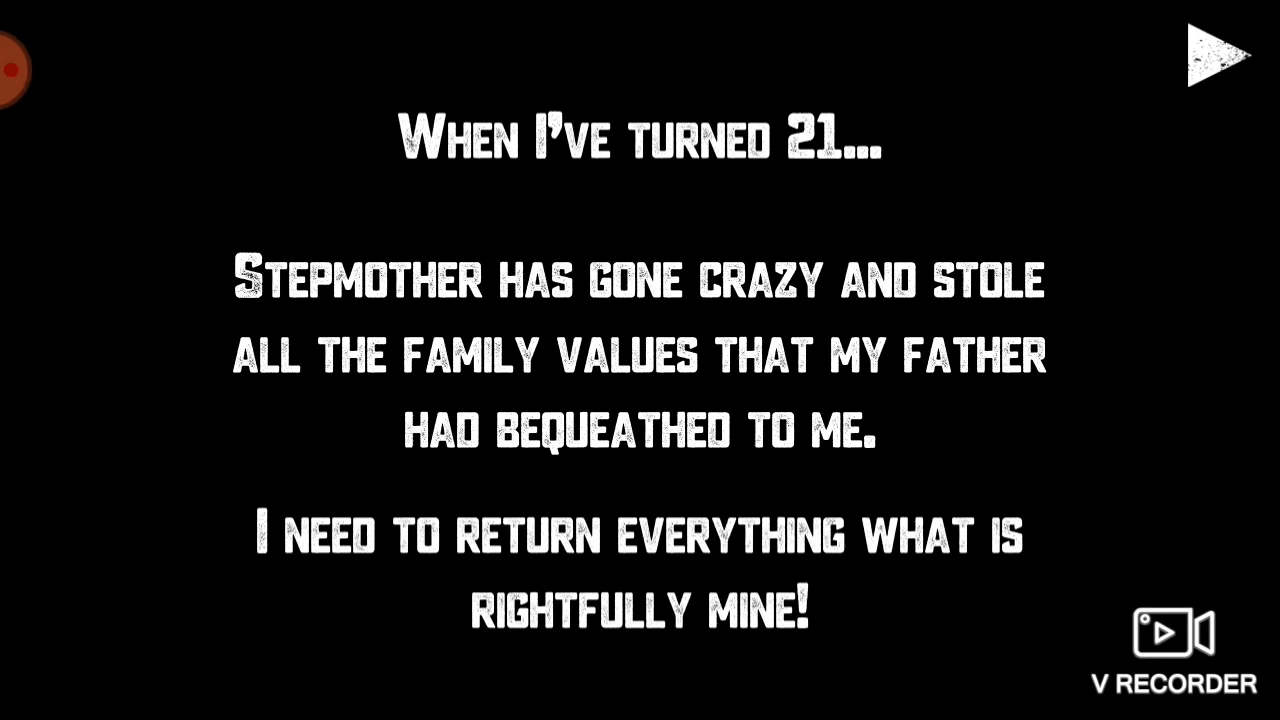 When I've turned 21...
Stepmother has gone crazy and stole
all the family values that my father
had bequeathed to me.
I need to return everything what is
rightfully mine!
V RECORDER